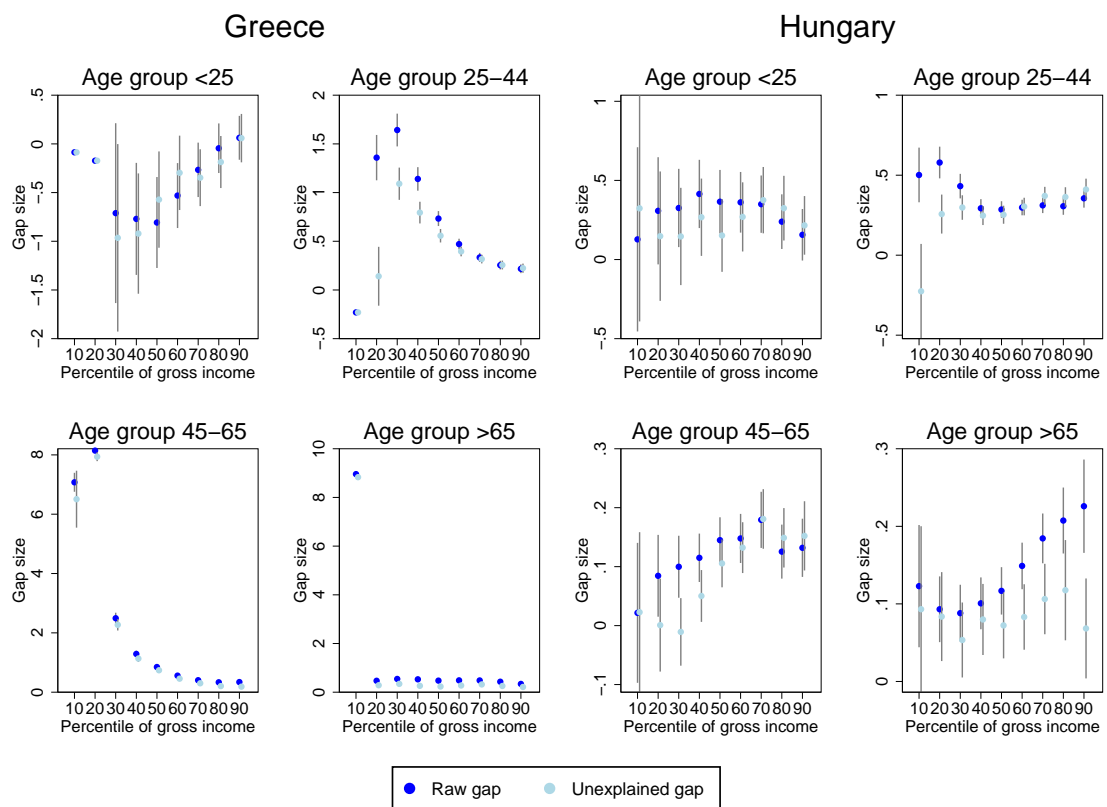 Greece
Hungary
Age group <25
Age group 25−44
Age group <25
Age group 25−44
Gap size
.5
0
−.5
−1
−1.5
−2
10 20 30 40 50 60 70 80 90
Percentile of gross income
Gap size
2
1.5
1
.5
0
−.5
10 20 30 40 50 60 70 80 90
Percentile of gross income
Gap size
1
.5
0
−.5
10 20 30 40 50 60 70 80 90
Percentile of gross income
Gap size
1
.5
0
−.5
10 20 30 40 50 60 70 80 90
Percentile of gross income
Age group 45−65
Age group >65
Age group 45−65
Age group >65
Gap size
8
6
4
2
0
10 20 30 40 50 60 70 80 90
Percentile of gross income
Gap size
10
8
6
4
2
0
10 20 30 40 50 60 70 80 90
Percentile of gross income
Gap size
.3
.2
.1
0
−.1
10 20 30 40 50 60 70 80 90
Percentile of gross income
Gap size
.3
.2
.1
0
10 20 30 40 50 60 70 80 90
Percentile of gross income
Raw gap
Unexplained gap